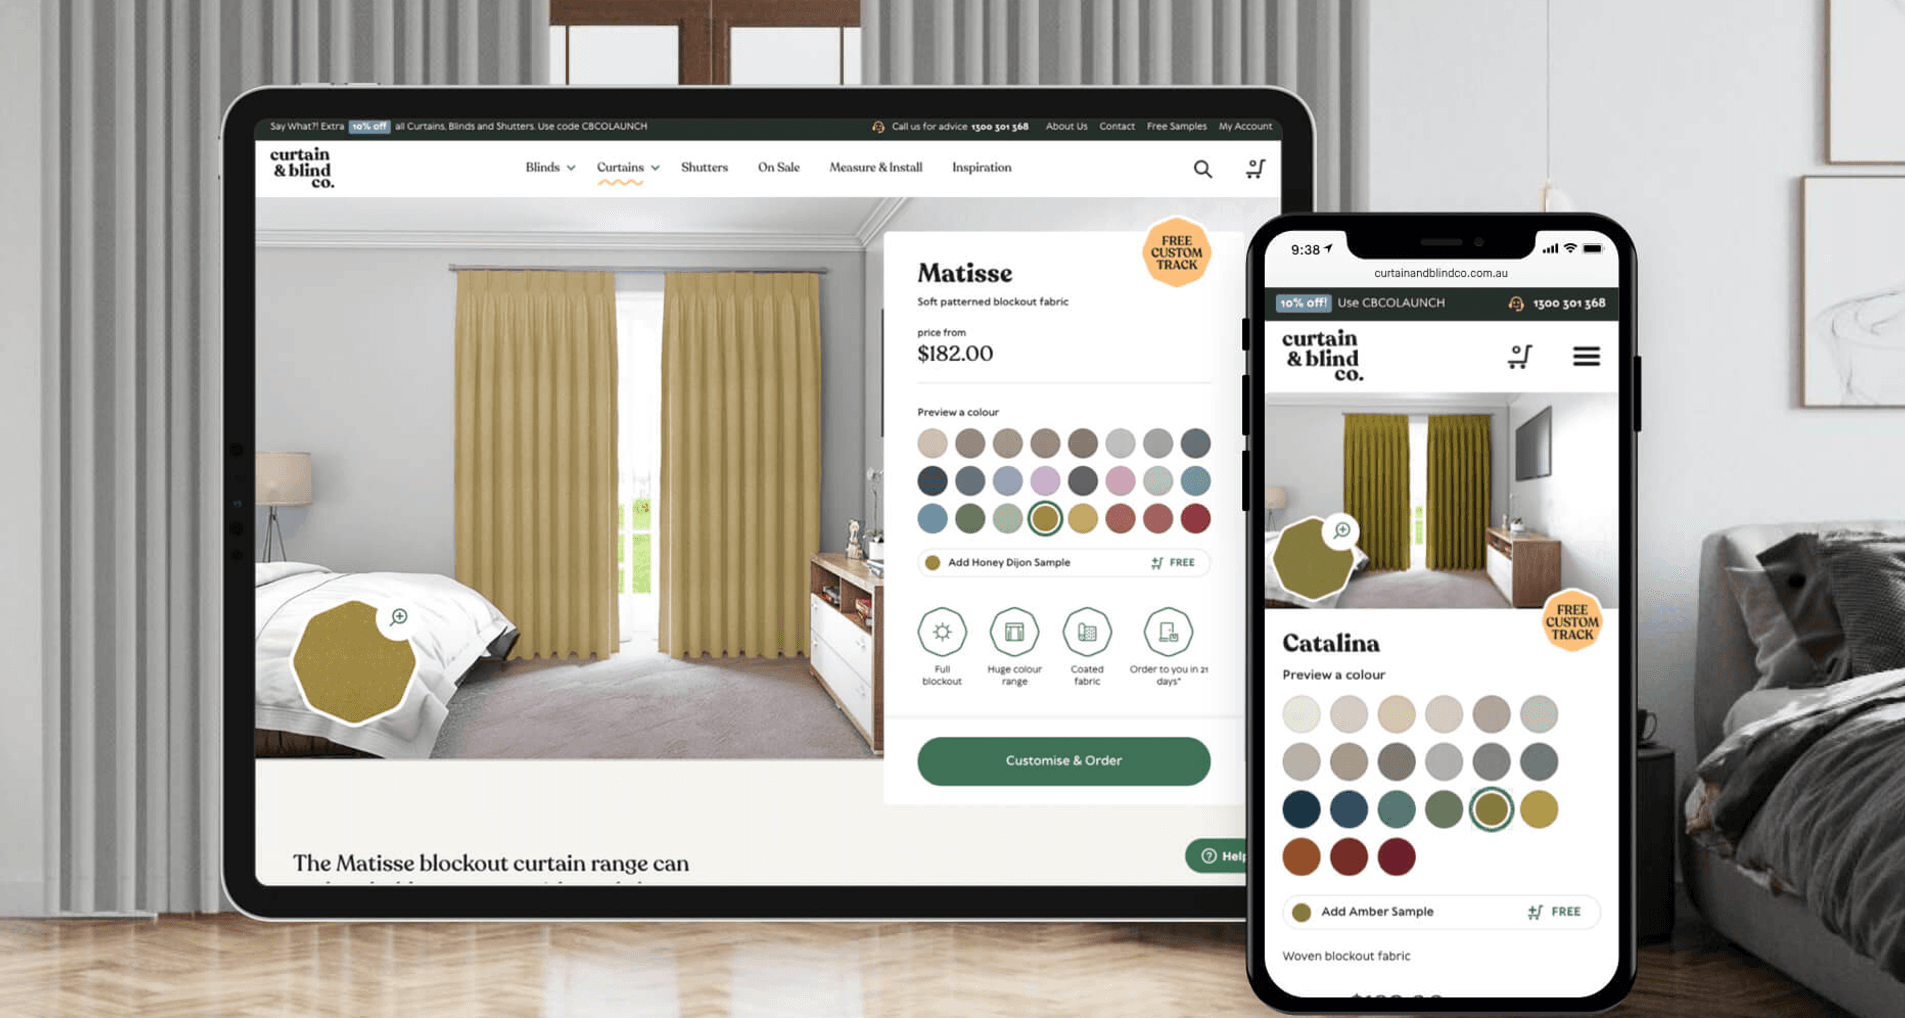 Say What?! Extra 10% off all Curtains, Blinds and Shutters. Use code CBCOLAUNCH
Call us for advice 1300 301 368 About Us Contact Free Samples My Account
curtain
& blind
co.
Blinds Curtains Shutters On Sale Measure & Install Inspiration
FREE
CUSTOM
TRACK
Matisse
Soft patterned blockout fabric
price from
$182.00
Preview a colour
Add Honey Dijon Sample FREE
Full
blockout
Huge colour
range
Coated
fabric
Order to you in 21
days*
Customise & Order
The Matisse blockout curtain range can
Help
9:38
curtainandblindco.com.au
10% off! Use CBCOLAUNCH 1300 301 368
curtain
& blind
co.
FREE
CUSTOM
TRACK
Catalina
Preview a colour
Add Amber Sample FREE
Woven blockout fabric